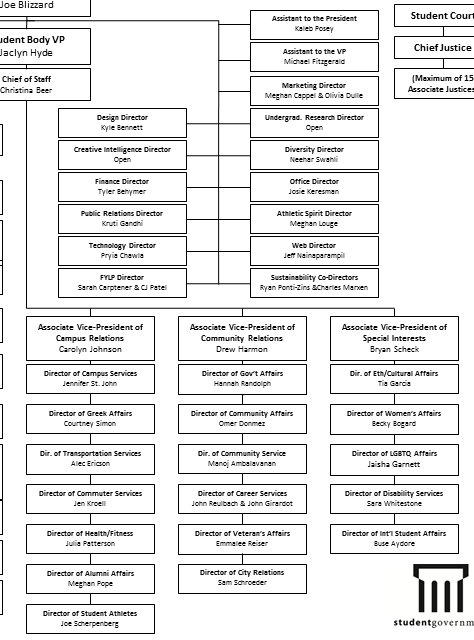 Joe Blizzard
Student Court
Assistant to the President
Kaleb Posey
udent Body VP
Jaclyn Hyde
Chief Justice
Assistant to the VP
Michael Fitzgerald
Chief of Staff
Christina Beer
(Maximum of 15
Associate Justices
Marketing Director
Meghan Cappel & Olivia Dulle
Design Director
Kyle Bennett
Undergrad. Research Director
Open
Creative Intelligence Director
Open
Diversity Director
Neehar Swahli
Finance Director
Tyler Behymer
Office Director
Josie Keresman
Public Relations Director
Kruti Gandhi
Athletic Spirit Director
Meghan Louge
Technology Director
Pryia Chawla
Web Director
Jeff Nainaparampil
FYLP Director
Sarah Carptener & CJ Patel
Sustainability Co-Directors
Ryan Ponti-Zins &Charles Marxen
Associate Vice-President of
Campus Relations
Carolyn Johnson
Associate Vice-President of
Community Relations
Drew Harmon
Associate Vice-President of
Special Interests
Bryan Scheck
Director of Campus Services
Jennifer St. John
Director of Gov't Affairs
Hannah Randolph
Dir. of Eth/Cultural Affairs
Tia Garcia
Director of Greek Affairs
Courtney Simon
Director of Community Affairs
Omer Donmez
Director of Women's Affairs
Becky Bogard
Dir. of Transportation Services
Alec Ericson
Dir. of Community Service
Manoj Ambalavanan
Director of LGBTQ Affairs
Jaisha Garnett
Director of Commuter Services
Jen Kroell
Director of Career Services
John Reulbach & John Girardot
Director of Disability Services
Sara Whitestone
Director of Health/Fitness
Julia Patterson
Director of Veteran's Affairs
Emmalee Reiser
Director of Int'l Student Affairs
Buse Aydore
Director of Alumni Affairs
Meghan Pope
Director of City Relations
Sam Schroeder
Director of Student Athletes
Joe Scherpenberg
studentgovernm